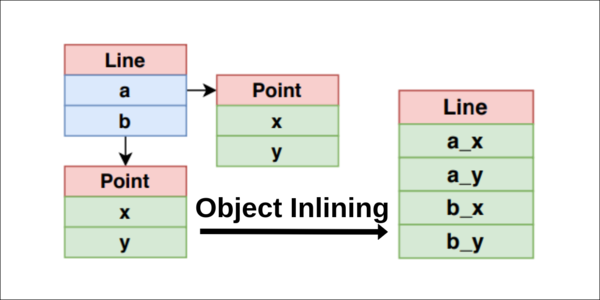 Line
a
b
Point
x
y
Point
x
y
Object Inlining
Line
a_x
a_y
b_x
b_y